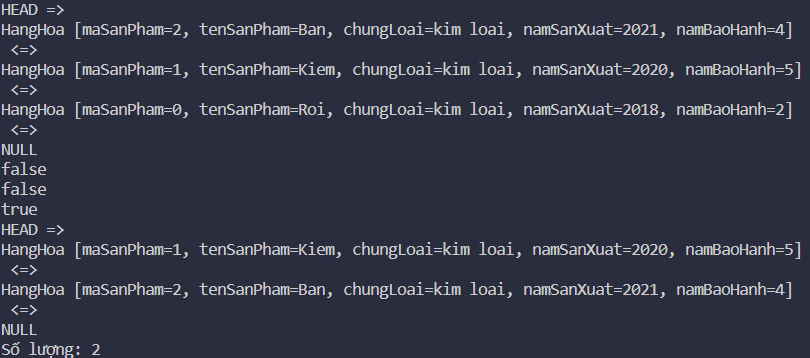 HEAD =>
HangHoa [maSanPham=2, tenSanPham=Ban, chungLoai=kim loai, namSanXuat=2021, namBaoHanh=4]
<=>
HangHoa [maSanPham=1, tenSanPham=Kiem, chungLoai=kim loai, namSanXuat=2020, namBaoHanh=5]
<=>
HangHoa [maSanPham=0, tenSanPham=Roi, chungLoai=kim loai, namSanXuat=2018, namBaoHanh=2]
<=>
NULL
false
false
true
HEAD =>
HangHoa [maSanPham=1, tenSanPham=Kiem, chungLoai=kim loai, namSanXuat=2020, namBaoHanh=5]
<=>
HangHoa [maSanPham=2, tenSanPham=Ban, chungLoai=kim loai, namSanXuat=2021, namBaoHanh=4]
<=>
NULL
Số lượng: 2